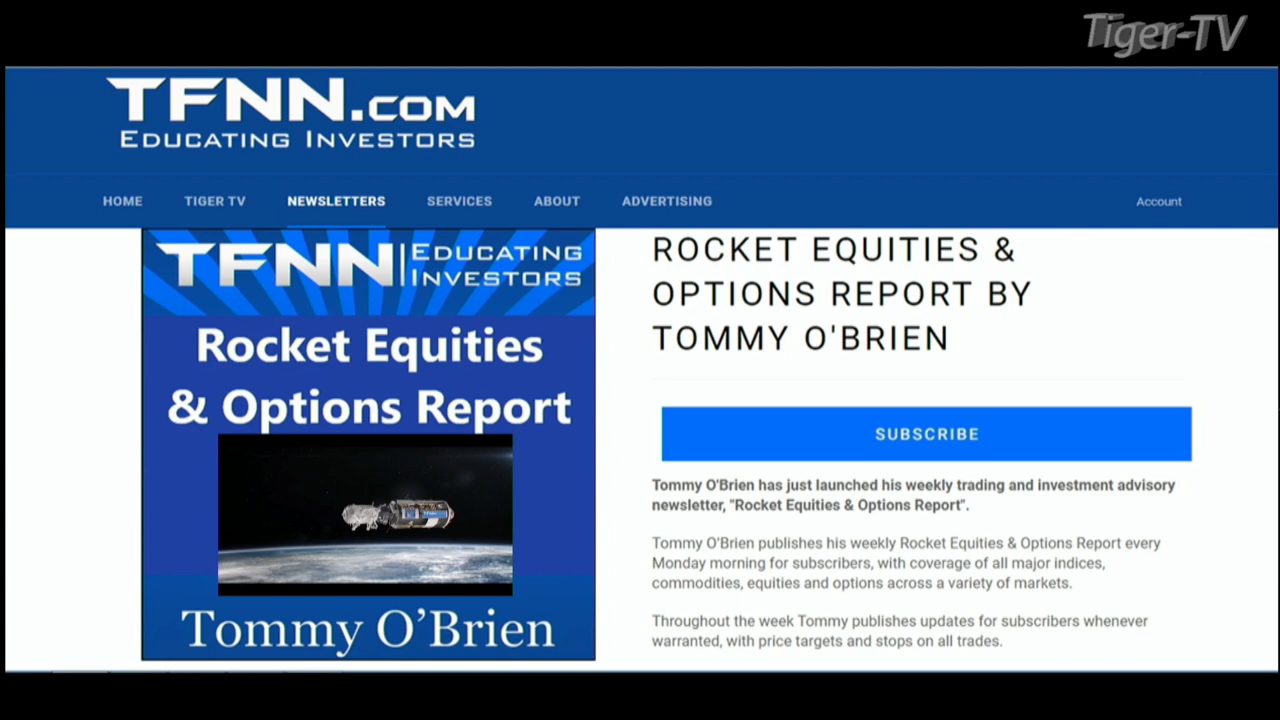 Tiger-TV
TFNN.COM
EDUCATING INVESTORS
HOME TIGER TV NEWSLETTERS SERVICES ABOUT ADVERTISING Account
TFNN | EDUCATING
INVESTORS
Rocket Equities
& Options Report
Tommy O’Brien
ROCKET EQUITIES &
OPTIONS REPORT BY
TOMMY O'BRIEN
SUBSCRIBE
Tommy O'Brien has just launched his weekly trading and investment advisory
newsletter, "Rocket Equities & Options Report".
Tommy O’Brien publishes his weekly Rocket Equities & Options Report every
Monday morning for subscribers, with coverage of all major indices,
commodities, equities and options across a variety of markets.
Throughout the week Tommy publishes updates for subscribers whenever
warranted, with price targets and stops on all trades.